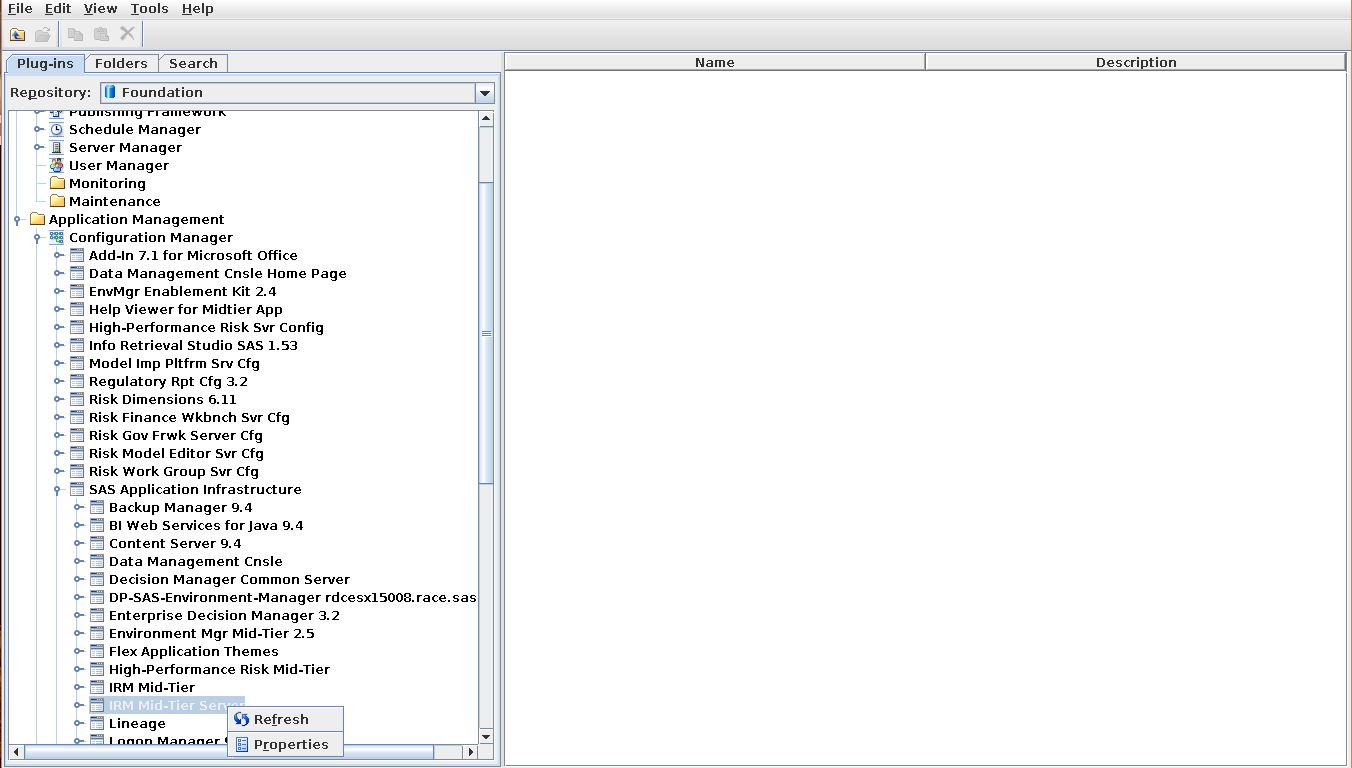 File Edit View Tools Help
Plug-ins Folders Search
Repository: Foundation
Name Description
Publishing Framework
Schedule Manager
Server Manager
User Manager
Monitoring
Maintenance
Application Management
Configuration Manager
Add-In 7.1 for Microsoft Office
Data Management Cnsle Home Page
EnvMgr Enablement Kit 2.4
Help Viewer for Midtier App
High-Performance Risk Svr Config
Info Retrieval Studio SAS 1.53
Model Imp Pltfrm Srv Cfg
Regulatory Rpt Cfg 3.2
Risk Dimensions 6.11
Risk Finance Wkbnch Svr Cfg
Risk Gov Frwk Server Cfg
Risk Model Editor Svr Cfg
Risk Work Group Svr Cfg
SAS Application Infrastructure
Backup Manager 9.4
BI Web Services for Java 9.4
Content Server 9.4
Data Management Cnsle
Decision Manager Common Server
DP-SAS-Environment-Manager rdcesx15008.race.sas
Enterprise Decision Manager 3.2
Environment Mgr Mid-Tier 2.5
Flex Application Themes
High-Performance Risk Mid-Tier
IRM Mid-Tier
IRM Mid-Tier Server
Lineage
Logon Manager
Refresh
Properties